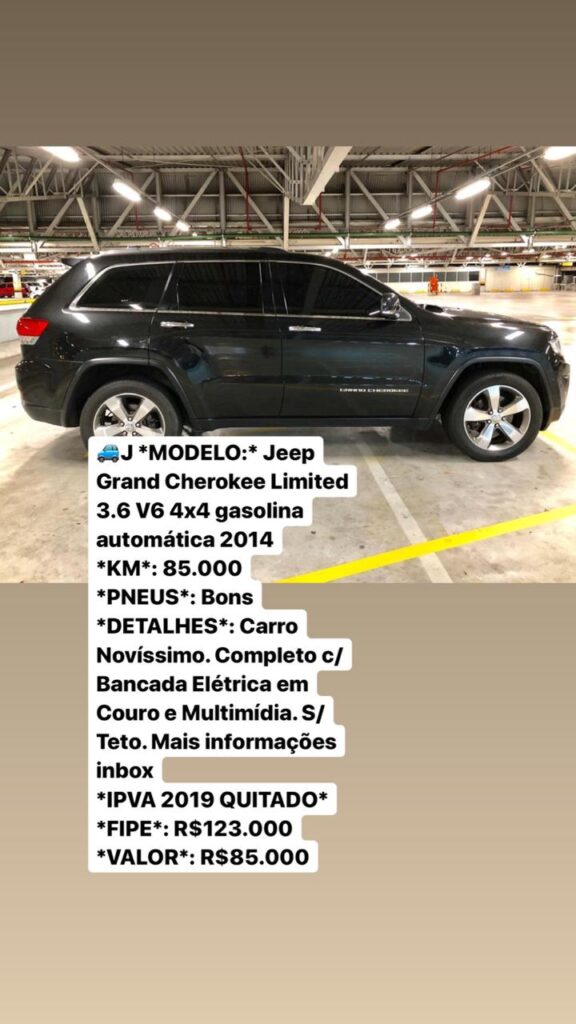 GRAND CHEROKEE
🚙J *MODELO:* Jeep
Grand Cherokee Limited
3.6 V6 4x4 gasolina
automática 2014
*KM*: 85.000
*PNEUS*: Bons
*DETALHES*: Carro
Novíssimo. Completo c/
Bancada Elétrica em
Couro e Multimídia. S/
Teto. Mais informações
inbox
*IPVA 2019 QUITADO*
*FIPE*: R$123.000
*VALOR*: R$85.000